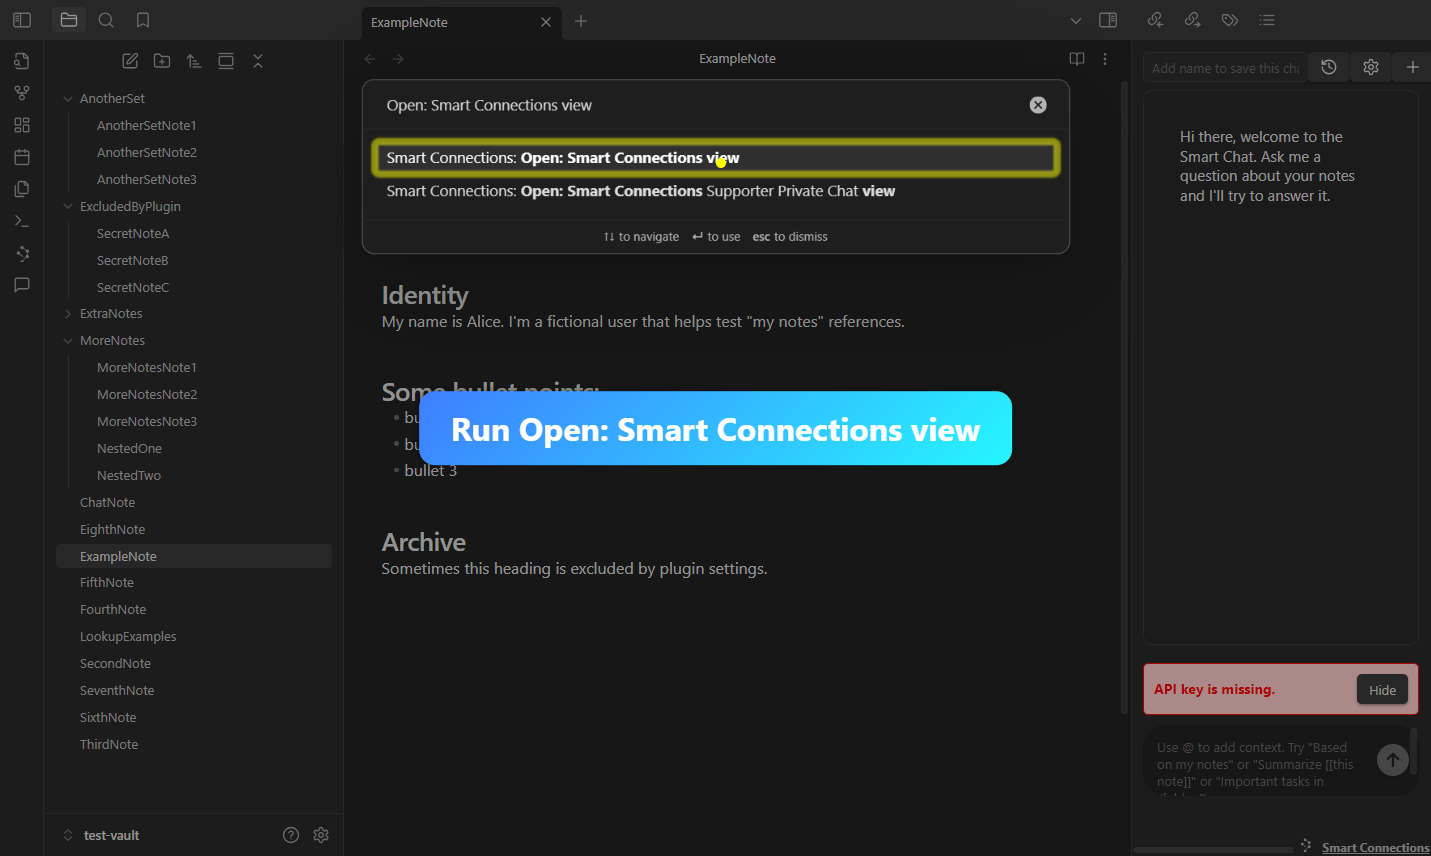 ExampleNote
ExampleNote
AnotherSet
AnotherSetNote1
AnotherSetNote2
AnotherSetNote3
ExcludedByPlugin
SecretNoteA
SecretNoteB
SecretNoteC
ExtraNotes
MoreNotes
MoreNotesNote1
MoreNotesNote2
MoreNotesNote3
NestedOne
NestedTwo
ChatNote
EighthNote
ExampleNote
FifthNote
FourthNote
LookupExamples
SecondNote
SeventhNote
SixthNote
ThirdNote
test-vault
Open: Smart Connections view
Smart Connections: Open: Smart Connections view
Smart Connections: Open: Smart Connections Supporter Private Chat view
↑↓ to navigate ↵ to use esc to dismiss
Identity
My name is Alice. I'm a fictional user that helps test "my notes" references.
Some bullet points:
Run Open: Smart Connections view
bullet 3
Archive
Sometimes this heading is excluded by plugin settings.
Add name to save this cha
Hi there, welcome to the
Smart Chat. Ask me a
question about your notes
and I'll try to answer it.
API key is missing.
Hide
Use @ to add context. Try "Based
on my notes" or "Summarize [[this
note]]" or "Important tasks in
Smart Connections